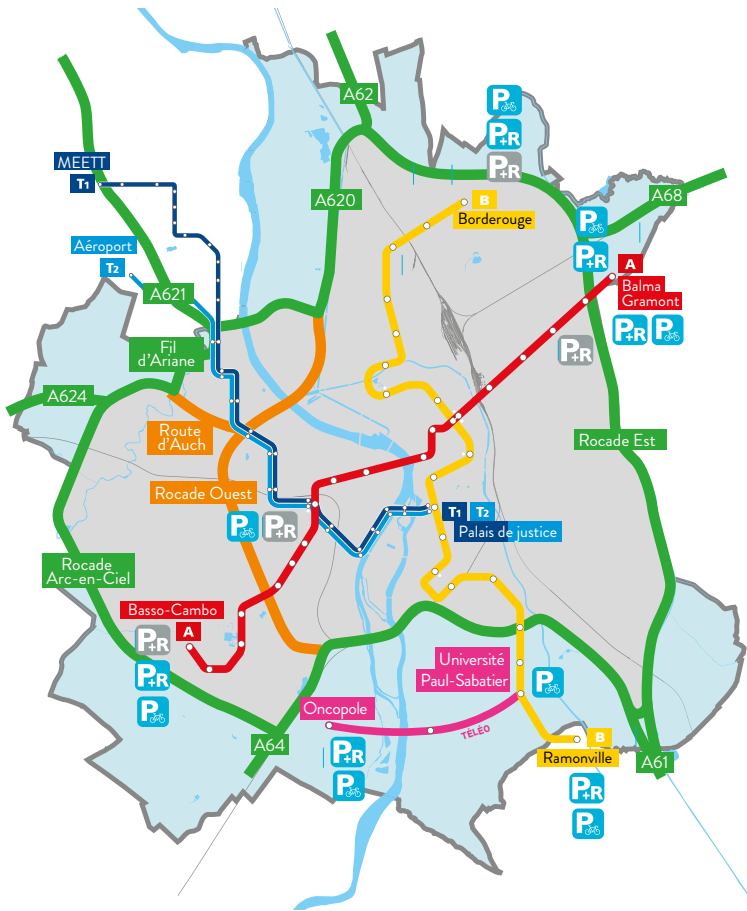 A62
P
P+R
P+R
MEETT
T1
A68
A620
B
Borderouge
P
Aéroport
T2
P+R
A
A621
Balma
Gramont
P+R
P
Fil
d'Ariane
P+R
A624
Route
d'Auch
Rocade Est
Rocade Ouest
T1
T2
P
P+R
Palais de justice
Rocade
Arc-en-Ciel
Basso-Cambo
A
P+R
P+R
P
Université
Paul-Sabatier
P
Oncopole
TÉLÉO
A64
B
Ramonville
A61
P+R
P
P+R
P